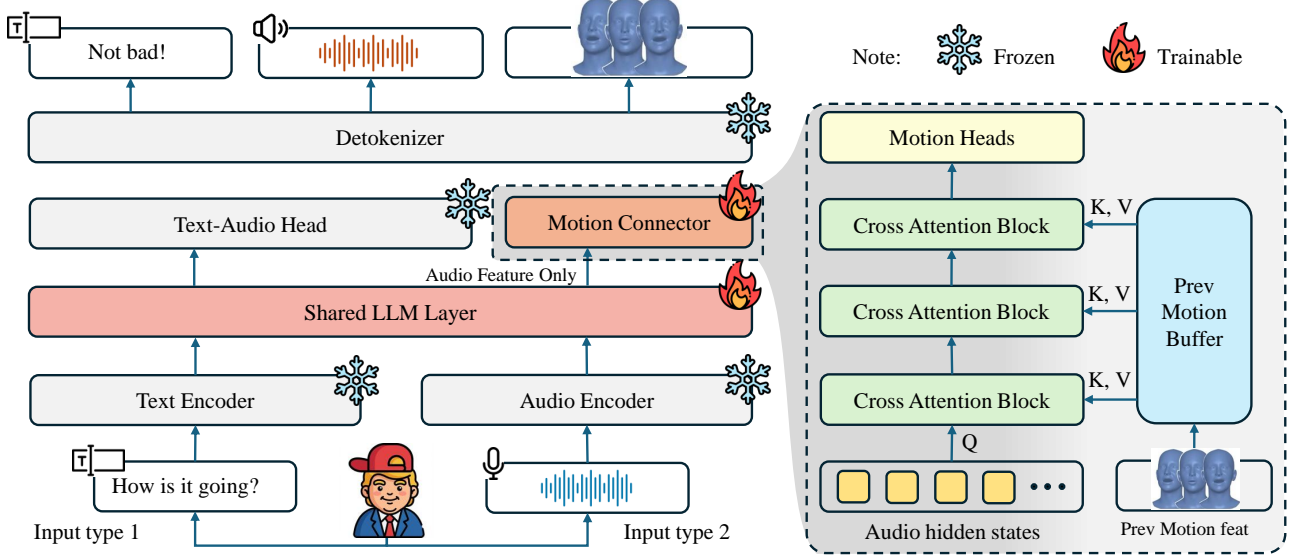 T
Not bad!
Note:
Frozen
Trainable
Detokenizer
Motion Heads
Text-Audio Head
Motion Connector
Cross Attention Block
K, V
Audio Feature Only
Shared LLM Layer
Cross Attention Block
K, V
Prev
Motion
Buffer
Text Encoder
Audio Encoder
Cross Attention Block
K, V
Q
T
How is it going?
Input type 1
Input type 2
Audio hidden states
Prev Motion feat